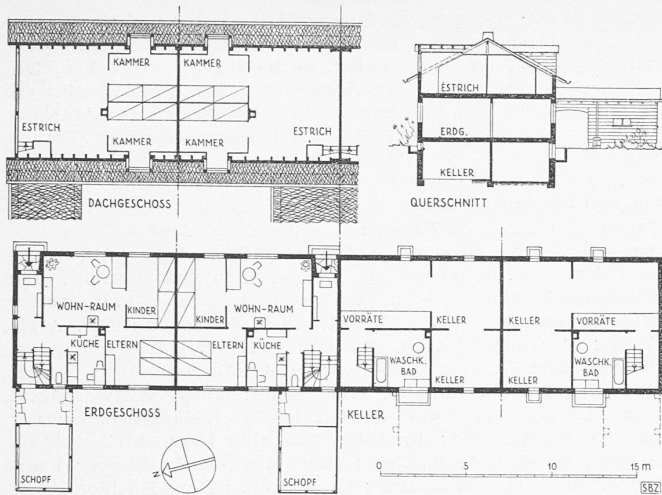 KAMMER KAMMER
ESTRICH
ESTRICH
KAMMER KAMMER
DACHGESCHOSS
ESTRICH
ERDG.
KELLER
QUERSCHNITT
WOHN-RAUM KINDER KINDER WOHN-RAUM
KÜCHE ELTERN ELTERN KÜCHE
ERDGESCHOSS
SCHOPF
SCHOPF
N
VORRÄTE KELLER KELLER VORRÄTE
WASCHK. BAD
KELLER KELLER
WASCHK. BAD
KELLER
0 5 10 15 m
SBZ